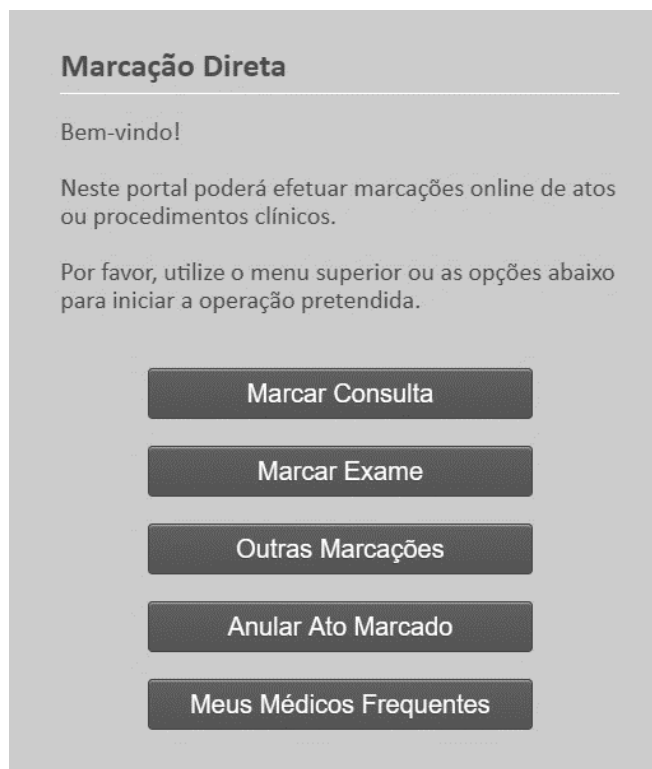 Marcação Direta
Bem-vindo!
Neste portal poderá efetuar marcações online de atos
ou procedimentos clínicos.
Por favor, utilize o menu superior ou as opções abaixo
para iniciar a operação pretendida.
Marcar Consulta
Marcar Exame
Outras Marcações
Anular Ato Marcado
Meus Médicos Frequentes